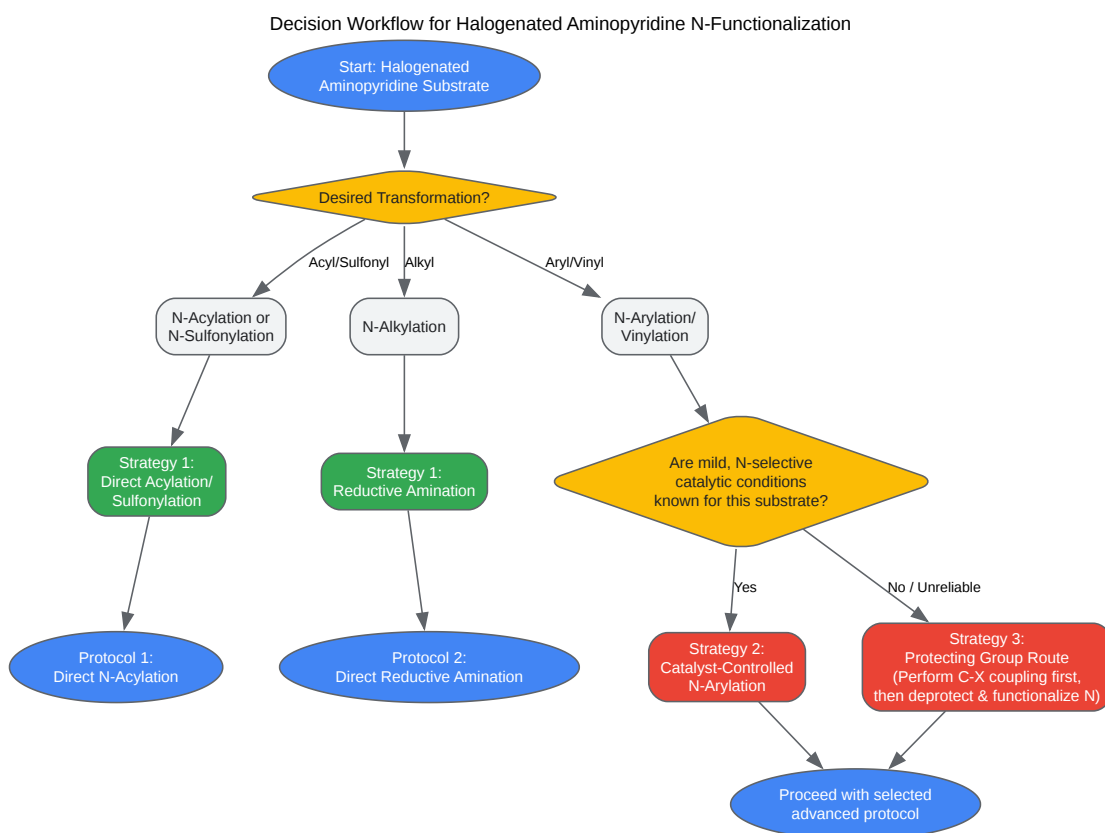 Decision Workflow for Halogenated Aminopyridine N-Functionalization
Start: Halogenated
Aminopyridine Substrate
Desired Transformation?
Acyl/Sulfonyl
Alkyl
Aryl/Vinyl
N-Acylation or
N-Sulfonylation
N-Alkylation
N-Arylation/
Vinylation
Strategy 1:
Direct Acylation/
Sulfonylation
Strategy 1:
Reductive Amination
Are mild, N-selective
catalytic conditions
known for this substrate?
Yes
No / Unreliable
Protocol 1:
Direct N-Acylation
Protocol 2:
Direct Reductive Amination
Strategy 2:
Catalyst-Controlled
N-Arylation
Strategy 3:
Protecting Group Route
(Perform C-X coupling first,
then deprotect & functionalize N)
Proceed with selected
advanced protocol